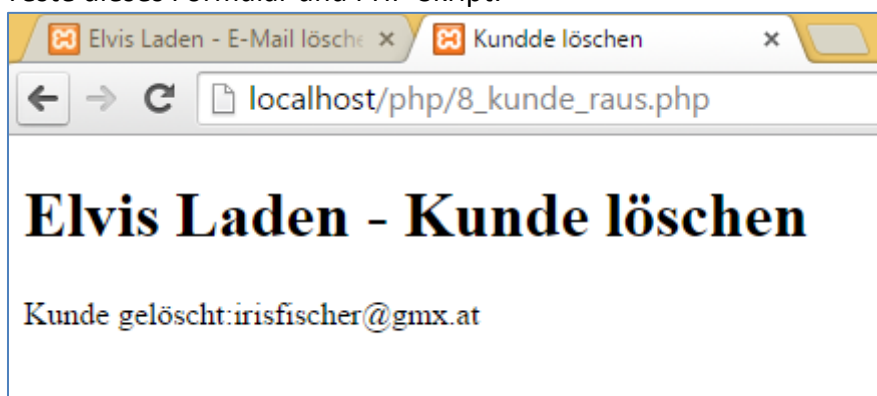 Teste dieses Formular und PHP-Skript:
Elvis Laden - E-Mail lösche
Kundde löschen
localhost/php/8_kunde_raus.php
Elvis Laden - Kunde löschen
Kunde gelöscht:irisfischer@gmx.at